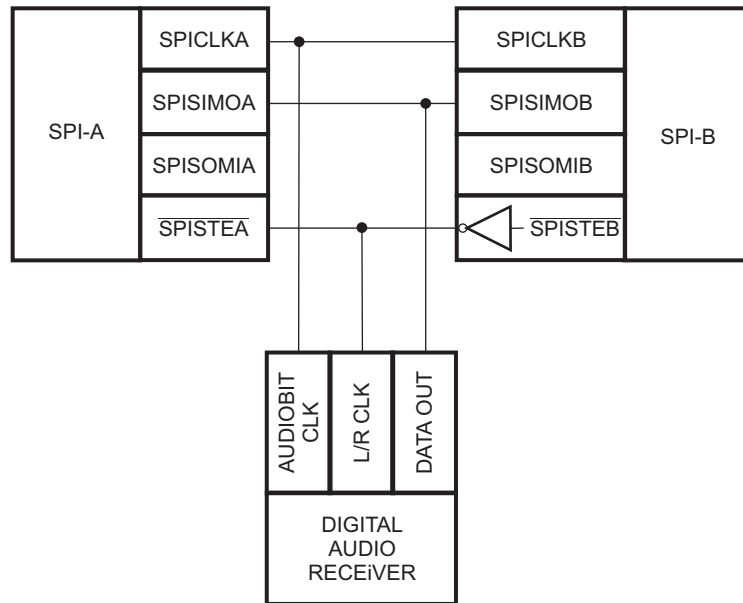 SPI-A
SPICLKA
SPISIMOA
SPISOMIA
SPISTEA
SPICLKB
SPISIMOB
SPISOMIB
SPISTEB
SPI-B
AUDIOBIT
CLK
L/R CLK
DATA OUT
DIGITAL
AUDIO
RECEiVER